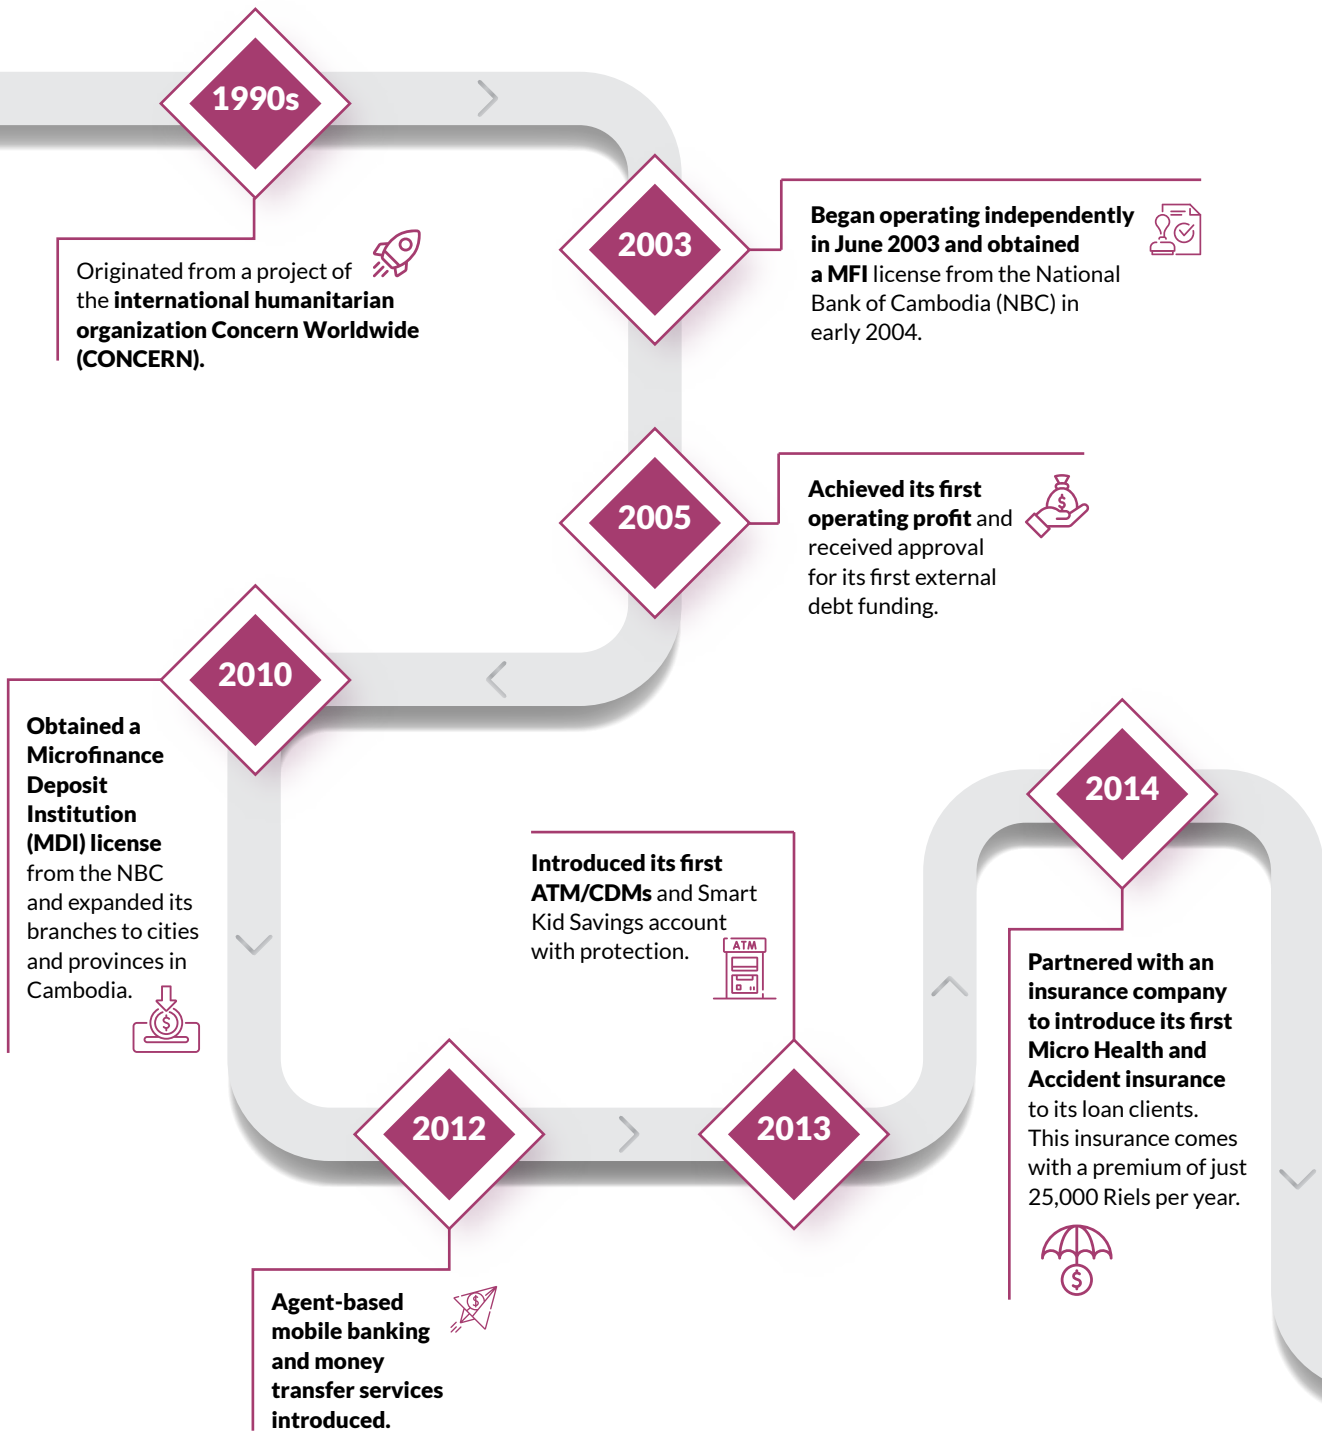 1990s
Originated from a project of
the international humanitarian
organization Concern Worldwide
(CONCERN).
2003
Began operating independently
in June 2003 and obtained
a MFI license from the National
Bank of Cambodia (NBC) in
early 2004.
2005
Achieved its first
operating profit and
received approval
for its first external
debt funding.
2010
Obtained a
Microfinance
Deposit
Institution
(MDI) license
from the NBC
and expanded its
branches to cities
and provinces in
Cambodia.
2012
Agent-based
mobile banking
and money
transfer services
introduced.
2013
Introduced its first
ATM/CDMs and Smart
Kid Savings account
with protection.
ATM
2014
Partnered with an
insurance company
to introduce its first
Micro Health and
Accident insurance
to its loan clients.
This insurance comes
with a premium of just
25,000 Riels per year.